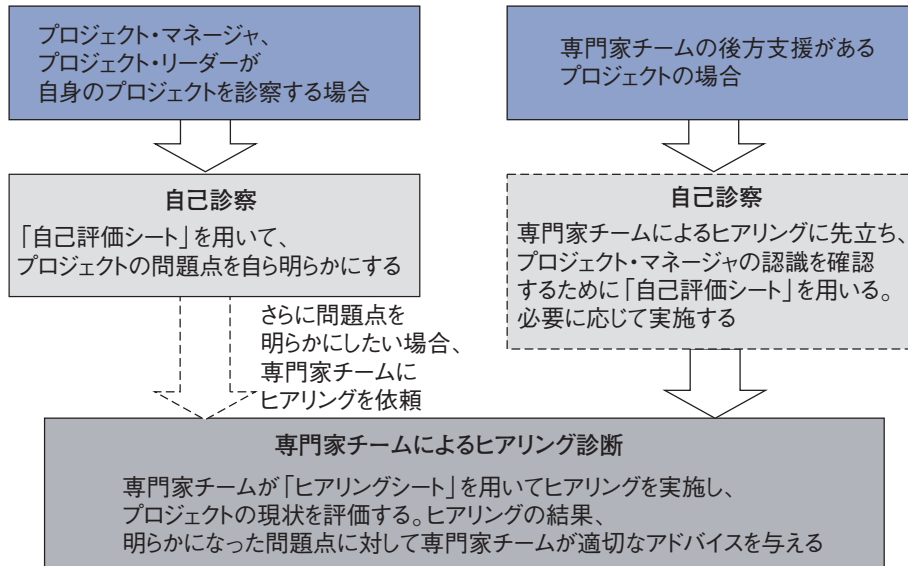 プロジェクト・マネージャ、
プロジェクト・リーダーが
自身のプロジェクトを診察する場合
専門家チームの後方支援がある
プロジェクトの場合
自己診察
「自己評価シート」を用いて、
プロジェクトの問題点を自ら明らかにする
自己診察
専門家チームによるヒアリングに先立ち、
プロジェクト・マネージャの認識を確認
するために「自己評価シート」を用いる。
必要に応じて実施する
さらに問題点を
明らかにしたい場合、
専門家チームに
ヒアリングを依頼
専門家チームによるヒアリング診断
専門家チームが「ヒアリングシート」を用いてヒアリングを実施し、
プロジェクトの現状を評価する。ヒアリングの結果、
明らかになった問題点に対して専門家チームが適切なアドバイスを与える